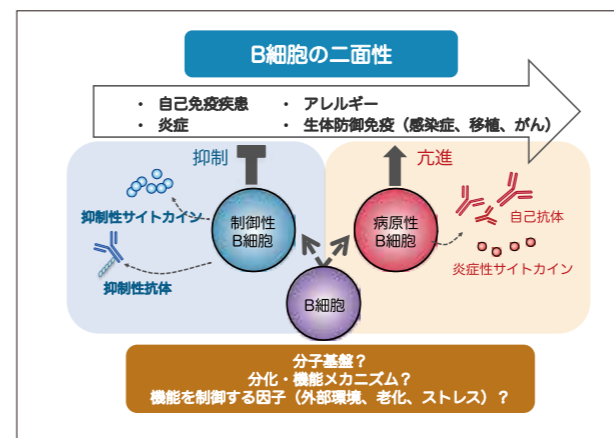 B細胞の二面性
・ 自己免疫疾患 ・ アレルギー
・ 炎症 ・ 生体防御免疫（感染症、移植、がん）
抑制
亢進
抑制性サイトカイン
制御性
B細胞
抑制性抗体
病原性
B細胞
自己抗体
炎症性サイトカイン
B細胞
分子基盤？
分化・機能メカニズム？
機能を制御する因子（外部環境、老化、ストレス）？